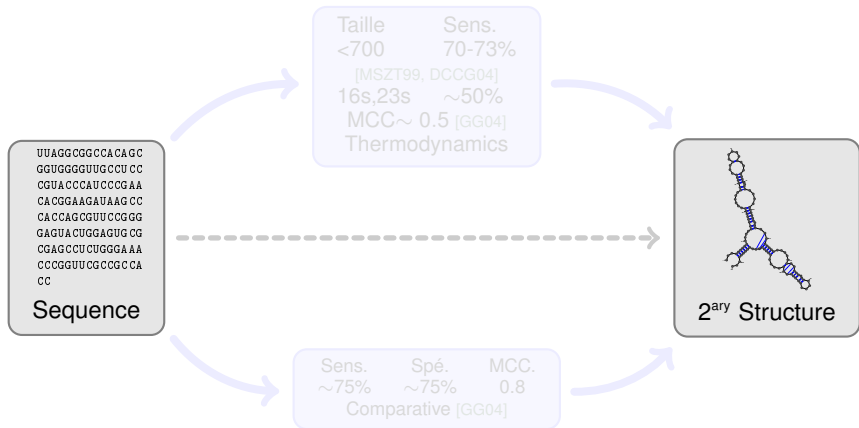 Taille Sens.
<700 70-73%
[MSZT99, DCCG04]
16s,23s ~50%
MCC~ 0.5 [GG04]
Thermodynamics
UUAGGCGGCCACAGC
GGUGGGGUUGCCUCC
CGUACCCAUCCCGAA
CACGGAAGAUAAGCC
CACCAGCGUUCCGGG
GAGUACUGGAGUGCG
CGAGCCUCUGGGAAA
CCCGGUUCGCCGCCA
CC
Sequence
2ary Structure
Sens. Spé. MCC.
~75% ~75% 0.8
Comparative [GG04]